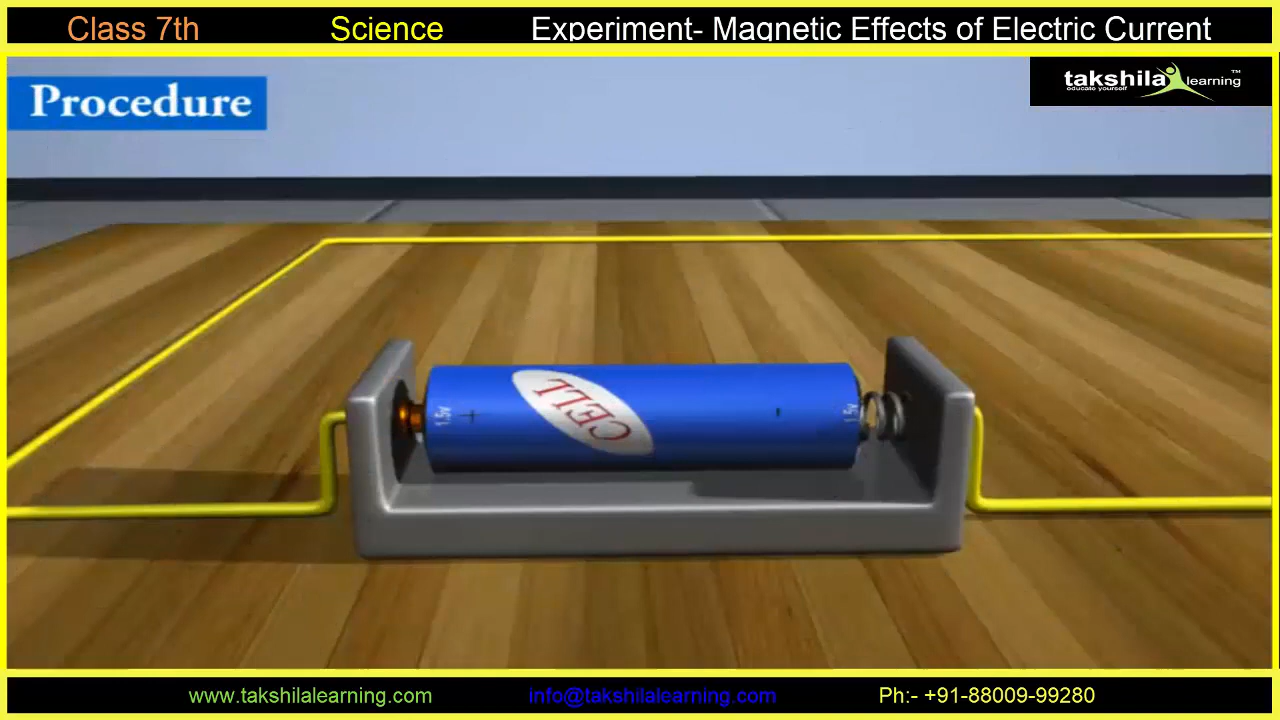 Class 7th Science Experiment- Magnetic Effects of Electric Current
Procedure
takshila learning ™
educate yourself
1.5v + CELL - 1.5v
www.takshilalearning.com info@takshilalearning.com Ph:- +91-88009-99280